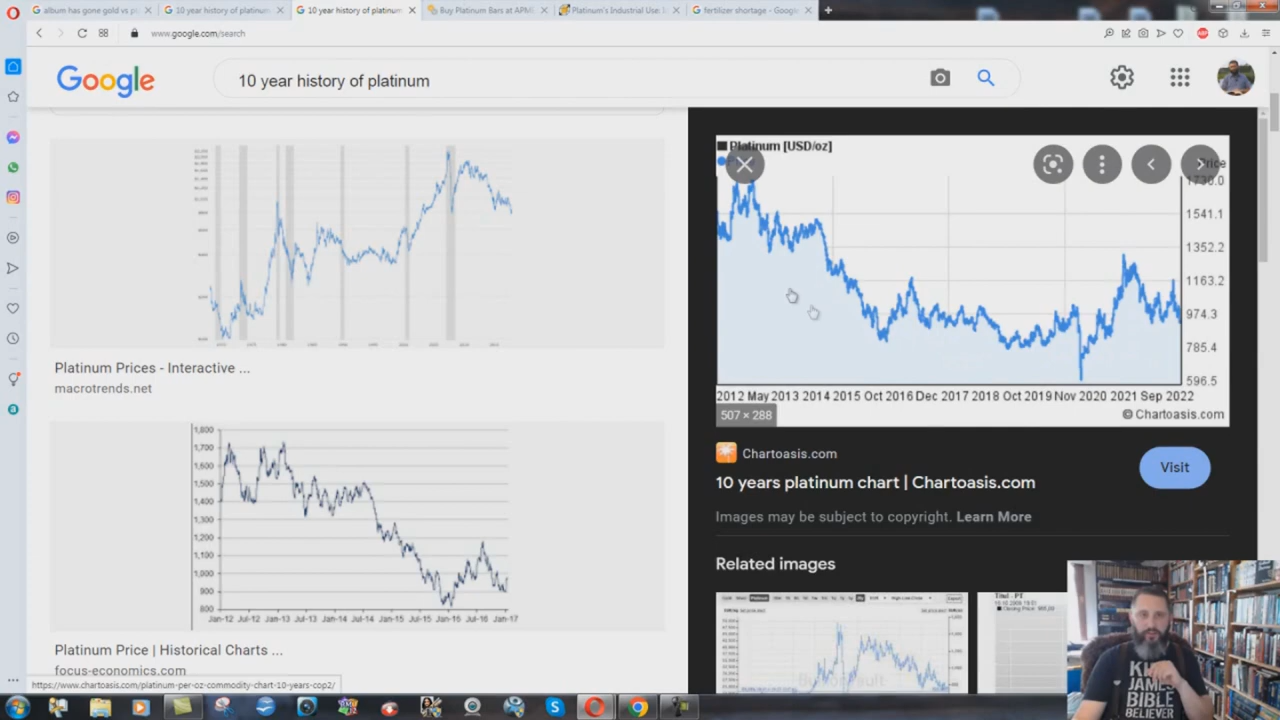 album has gone gold vs pl
10 year history of platinum
10 year history of platinum
Buy Platinum Bars at APME
Platinum's Industrial Use:
fertilizer shortage - Google
www.google.com/search
Google
10 year history of platinum
Platinum Prices - Interactive ...
macrotrends.net
1,800
1,700
1,600
1,500
1,400
1,300
1,200
1,100
1,000
900
800
Jan-12 Jul-12 Jan-13 Jul-13 Jan-14 Jul-14 Jan-15 Jul-15 Jan-16 Jul-16 Jan-17
Platinum Price | Historical Charts ...
focus-economics.com
https://www.chartoasis.com/platinum-per-oz-commodity-chart-10-years-cop2/
Platinum [USD/oz]
Price
1730.0
1541.1
1352.2
1163.2
974.3
785.4
596.5
2012 May 2013 2014 2015 Oct 2016 Dec 2017 2018 Oct 2019 Nov 2020 2021 Sep 2022
507 × 288
© Chartoasis.com
Chartoasis.com
Visit
10 years platinum chart | Chartoasis.com
Images may be subject to copyright. Learn More
Related images
KING
JAMES
BIBLE
BELIEVER